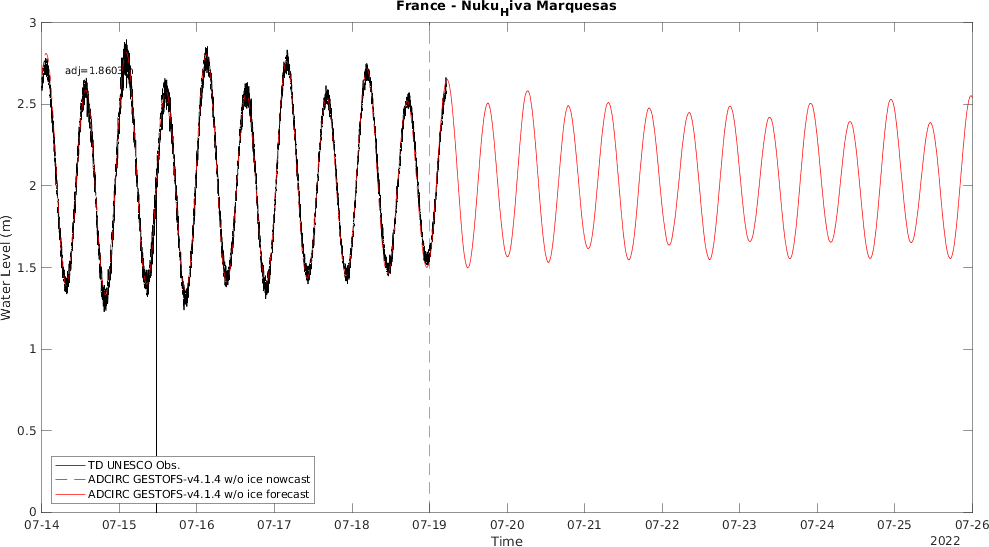 France - Nuku_Hiva Marquesas
3
2.5
2
1.5
1
0.5
0
Water Level (m)
adj=1.8603
TD UNESCO Obs.
ADCIRC GESTOFS-v4.1.4 w/o ice nowcast
ADCIRC GESTOFS-v4.1.4 w/o ice forecast
07-14 07-15 07-16 07-17 07-18 07-19 07-20 07-21 07-22 07-23 07-24 07-25 07-26
Time
2022